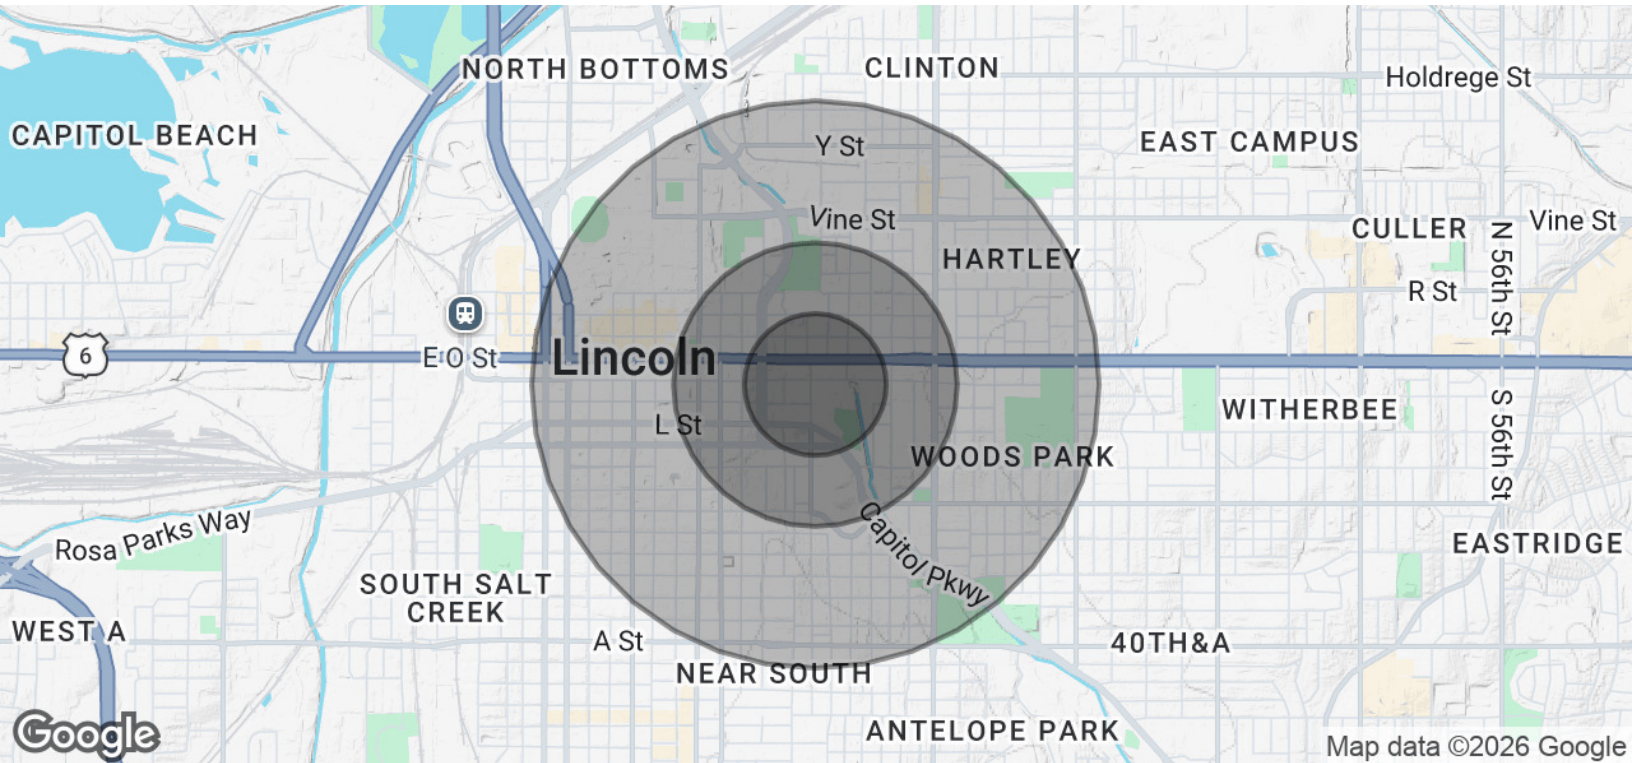 NORTH BOTTOMS
CLINTON
Holdrege St
CAPITOL BEACH
Y St
EAST CAMPUS
Vine St
CULLER
Vine St
N 56th St
HARTLEY
R St
6
E O St
Lincoln
L St
WITHERBEE
S 56th St
WOODS PARK
Rosa Parks Way
Capitol Pkwy
EASTRIDGE
SOUTH SALT
CREEK
WEST A
A St
40TH&A
NEAR SOUTH
ANTELOPE PARK
Google
Map data ©2026 Google